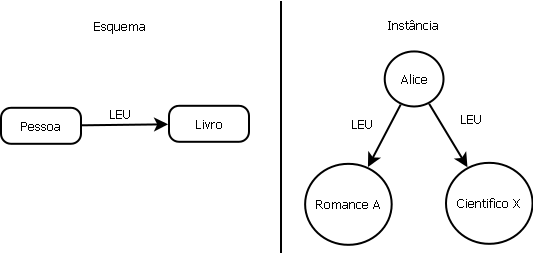 Esquema
Pessoa
LEU
Livro
Instância
Alice
LEU
LEU
Romance A
Cientifico X